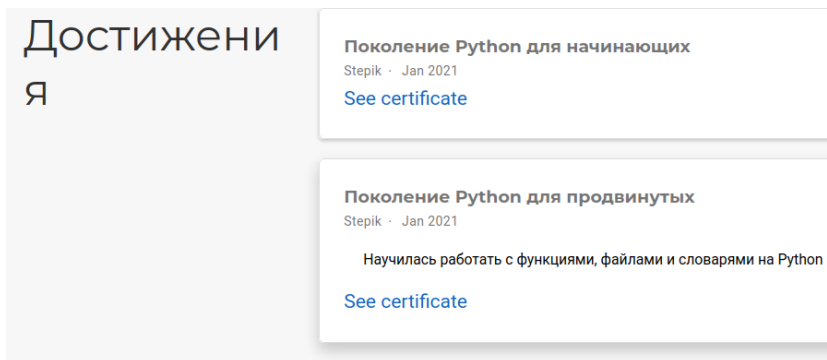 Достижени
я
Поколение Python для начинающих
Stepik · Jan 2021
See certificate
Поколение Python для продвинутых
Stepik · Jan 2021
Научилась работать с функциями, файлами и словарями на Python
See certificate